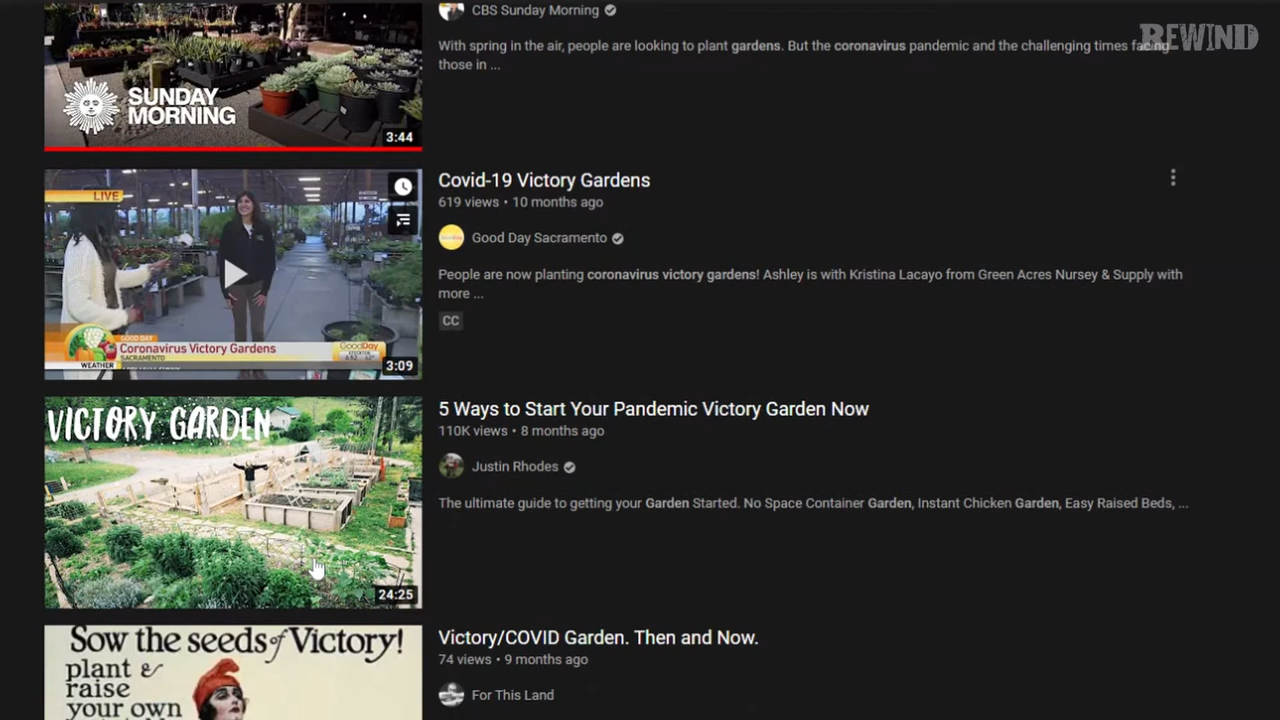 CBS Sunday Morning
With spring in the air, people are looking to plant gardens. But the coronavirus pandemic and the challenging times facing
those in ...
REWIND
SUNDAY
MORNING
3:44
LIVE
GOOD DAY
Coronavirus Victory Gardens
SACRAMENTO
WEATHER
GoodDay
3:09
Covid-19 Victory Gardens
619 views • 10 months ago
Good Day Sacramento
People are now planting coronavirus victory gardens! Ashley is with Kristina Lacayo from Green Acres Nursey & Supply with
more ...
CC
VICTORY GARDEN
24:25
5 Ways to Start Your Pandemic Victory Garden Now
110K views • 8 months ago
Justin Rhodes
The ultimate guide to getting your Garden Started. No Space Container Garden, Instant Chicken Garden, Easy Raised Beds, ...
Sow the seeds of Victory!
plant &
raise
your own
Victory/COVID Garden. Then and Now.
74 views • 9 months ago
For This Land